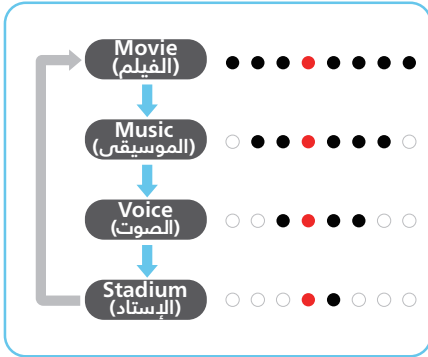 Movie
(الفيلم)
Music
(الموسيقى)
Voice
(الصوت)
Stadium
(الإستاد)